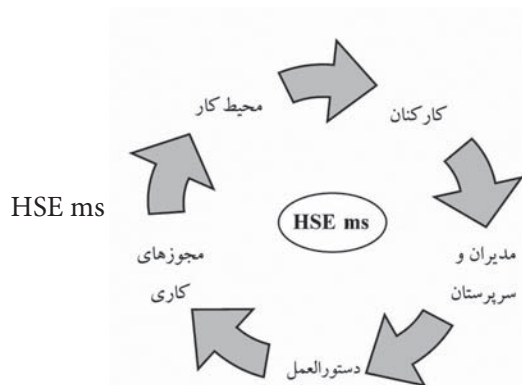 محیط کار
کارکنان
HSE ms
HSE ms
مدیران و
سرپرستان
مجوزهای
کاری
دستورالعمل